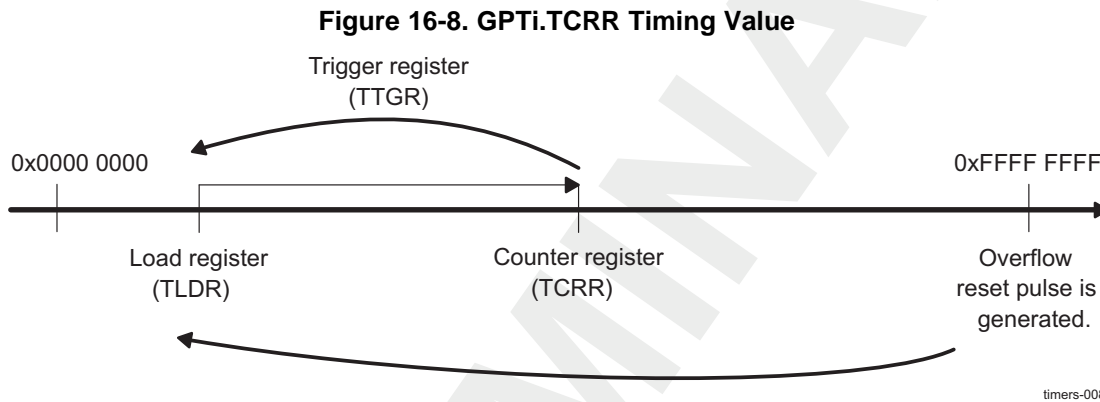 Figure 16-8. GPTi.TCRR Timing Value
Trigger register
(TTGR)
0x0000 0000
0xFFFF FFFF
Load register
(TLDR)
Counter register
(TCRR)
Overflow
reset pulse is
generated.
timers-008
MINA